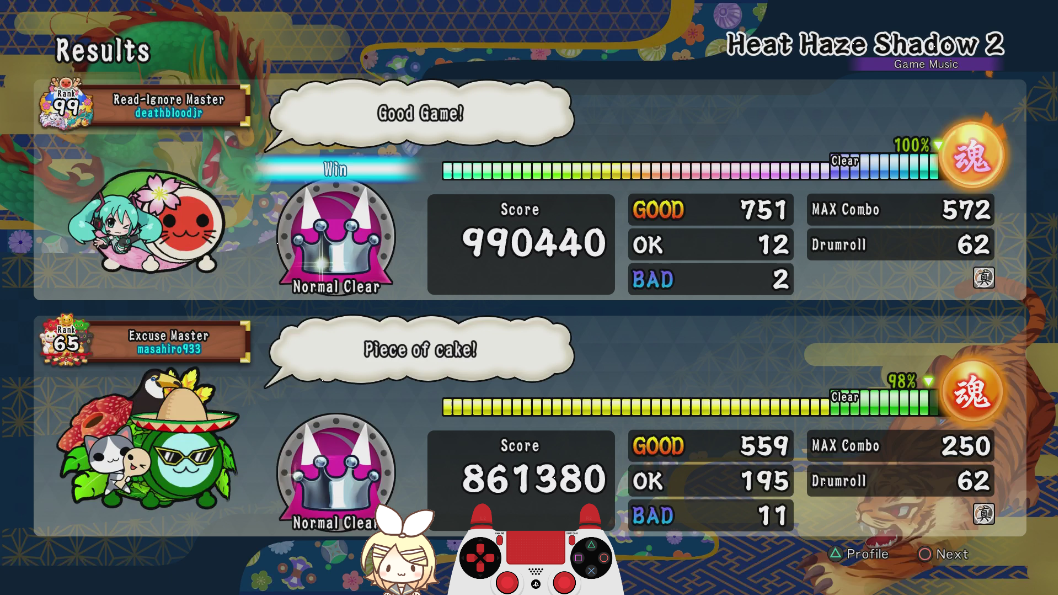 Results
Heat Haze Shadow 2
Game Music
Rank
99
Read-Ignore Master
deathbloodjr
Good Game!
Win
Normal Clear
100%
Clear
魂
Score
990440
GOOD 751
OK 12
BAD 2
MAX Combo 572
Drumroll 62
真
Rank
65
Excuse Master
masahiro933
Piece of cake!
Normal Clear
98%
Clear
魂
Score
861380
GOOD 559
OK 195
BAD 11
MAX Combo 250
Drumroll 62
真
Profile
Next